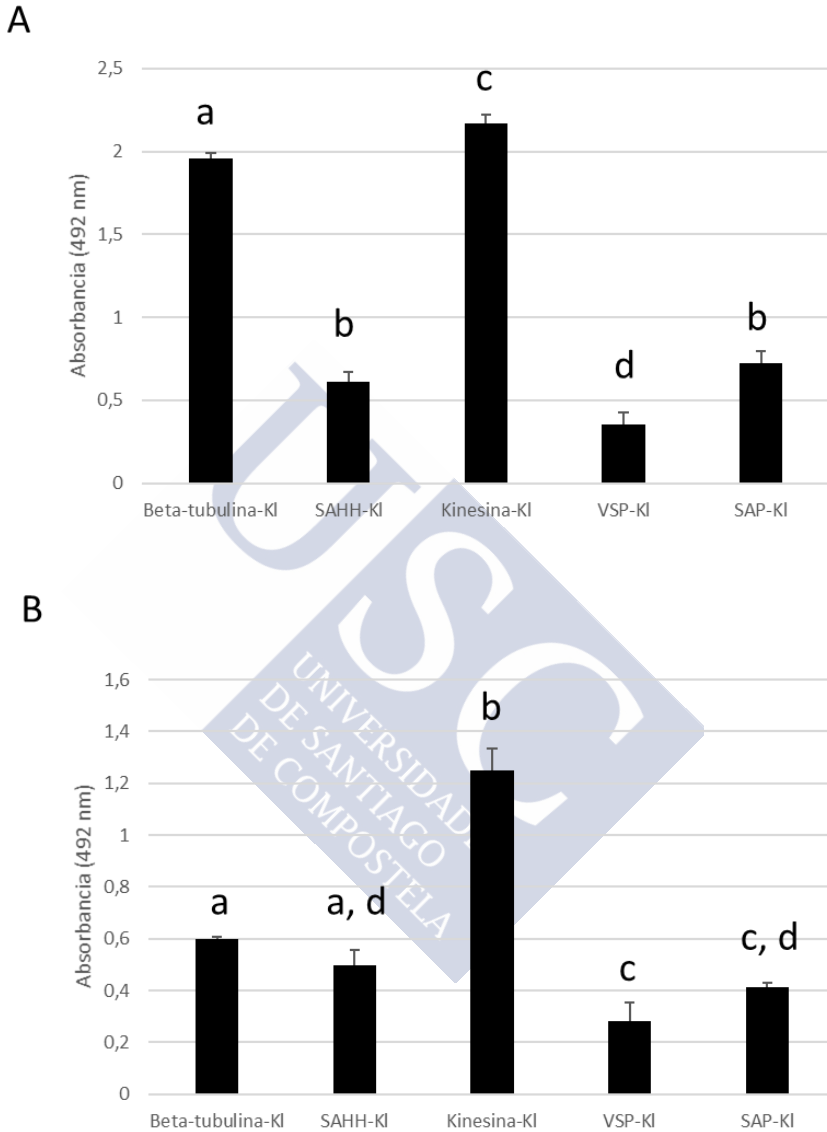 A
2,5
2
1,5
1
0,5
0
Absorbancia (492 nm)
a
b
c
d
b
Beta-tubulina-Kl SAHH-Kl Kinesina-Kl VSP-Kl SAP-Kl
USC
UNIVERSIDADE
DE SANTIAGO
DE COMPOSTELA
B
1,6
1,4
1,2
1
0,8
0,6
0,4
0,2
0
Absorbancia (492 nm)
a
a, d
b
c
c, d
Beta-tubulina-Kl SAHH-Kl Kinesina-Kl VSP-Kl SAP-Kl